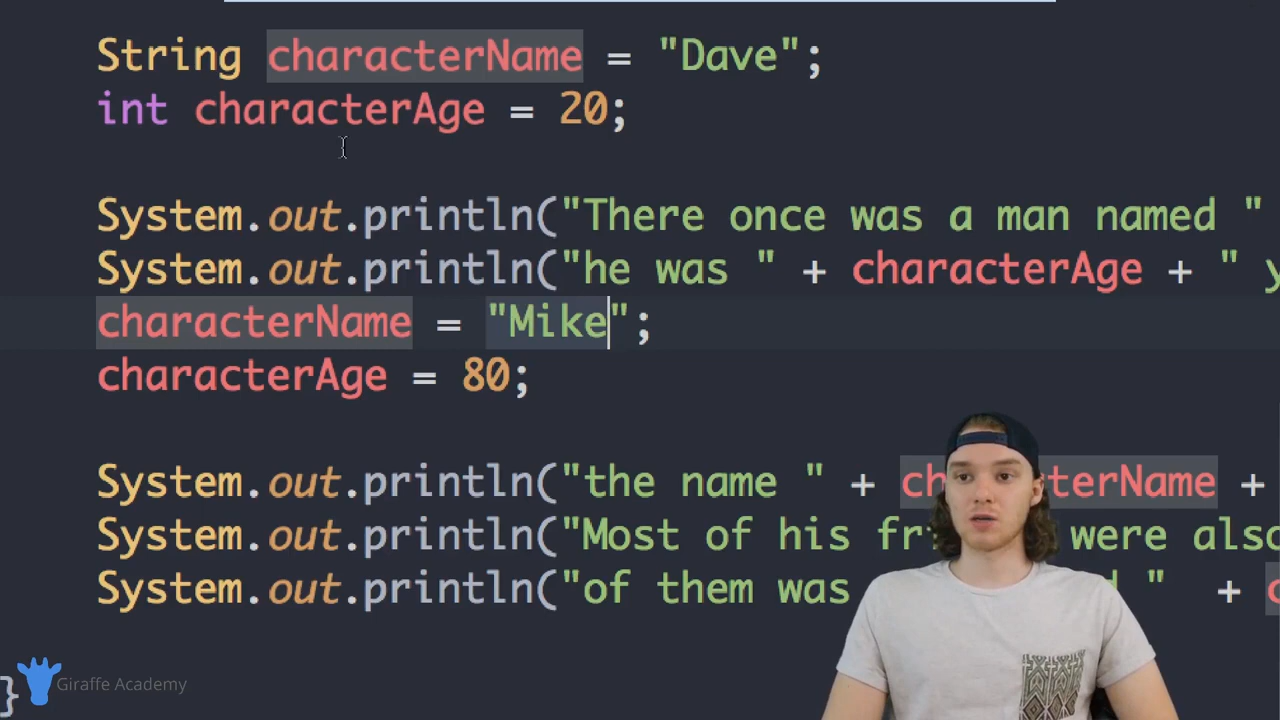 String characterName = "Dave";
int characterAge = 20;
System.out.println("There once was a man named "
System.out.println("he was " + characterAge + " y
characterName = "Mike";
characterAge = 80;
System.out.println("the name " + ch terName +
System.out.println("Most of his fr were also
System.out.println("of them was " + c
}
Giraffe Academy